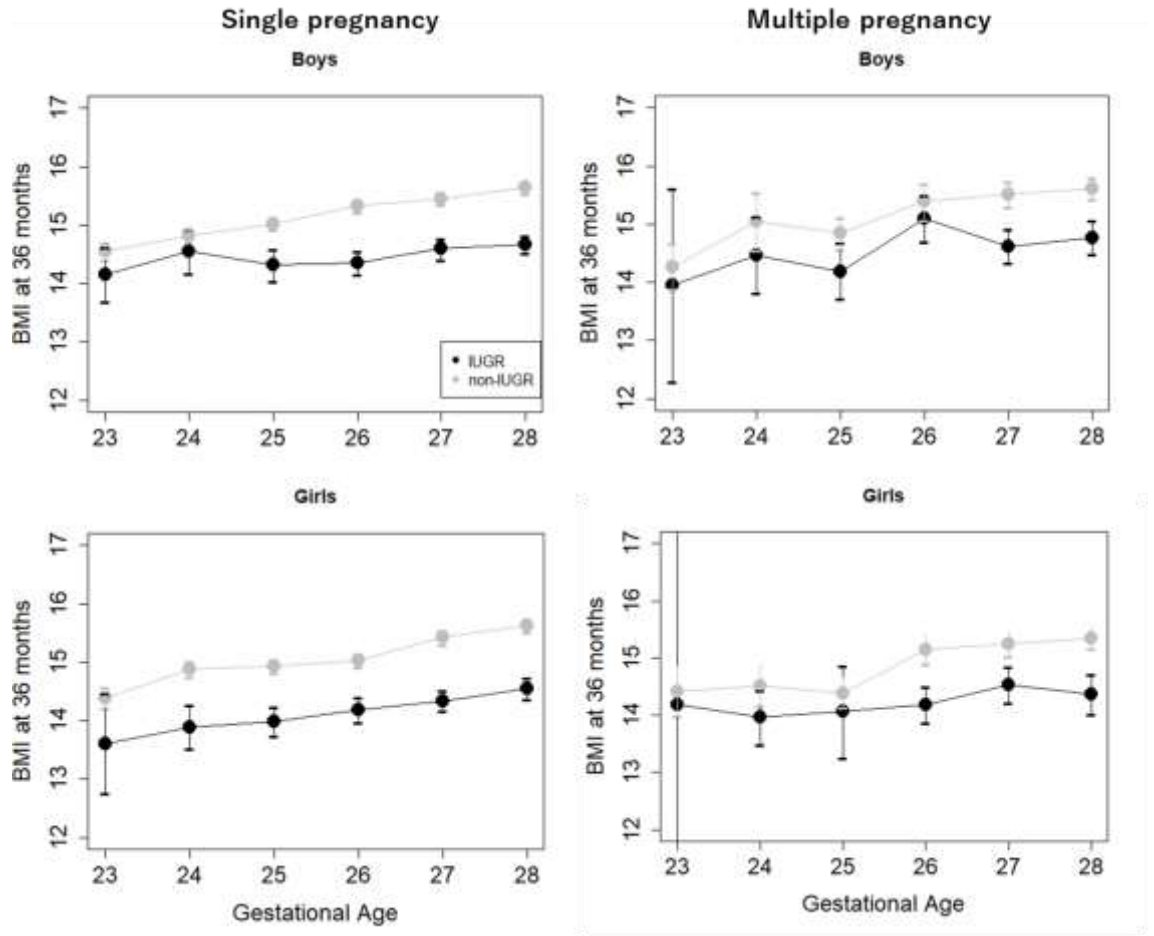 Single pregnancy
Multiple pregnancy
Boys
Boys
BMI at 36 months
17
16
15
14
13
12
IUGR
non-IUGR
23 24 25 26 27 28
BMI at 36 months
17
16
15
14
13
12
23 24 25 26 27 28
Girls
Girls
BMI at 36 months
17
16
15
14
13
12
23 24 25 26 27 28
Gestational Age
BMI at 36 months
17
16
15
14
13
12
23 24 25 26 27 28
Gestational Age